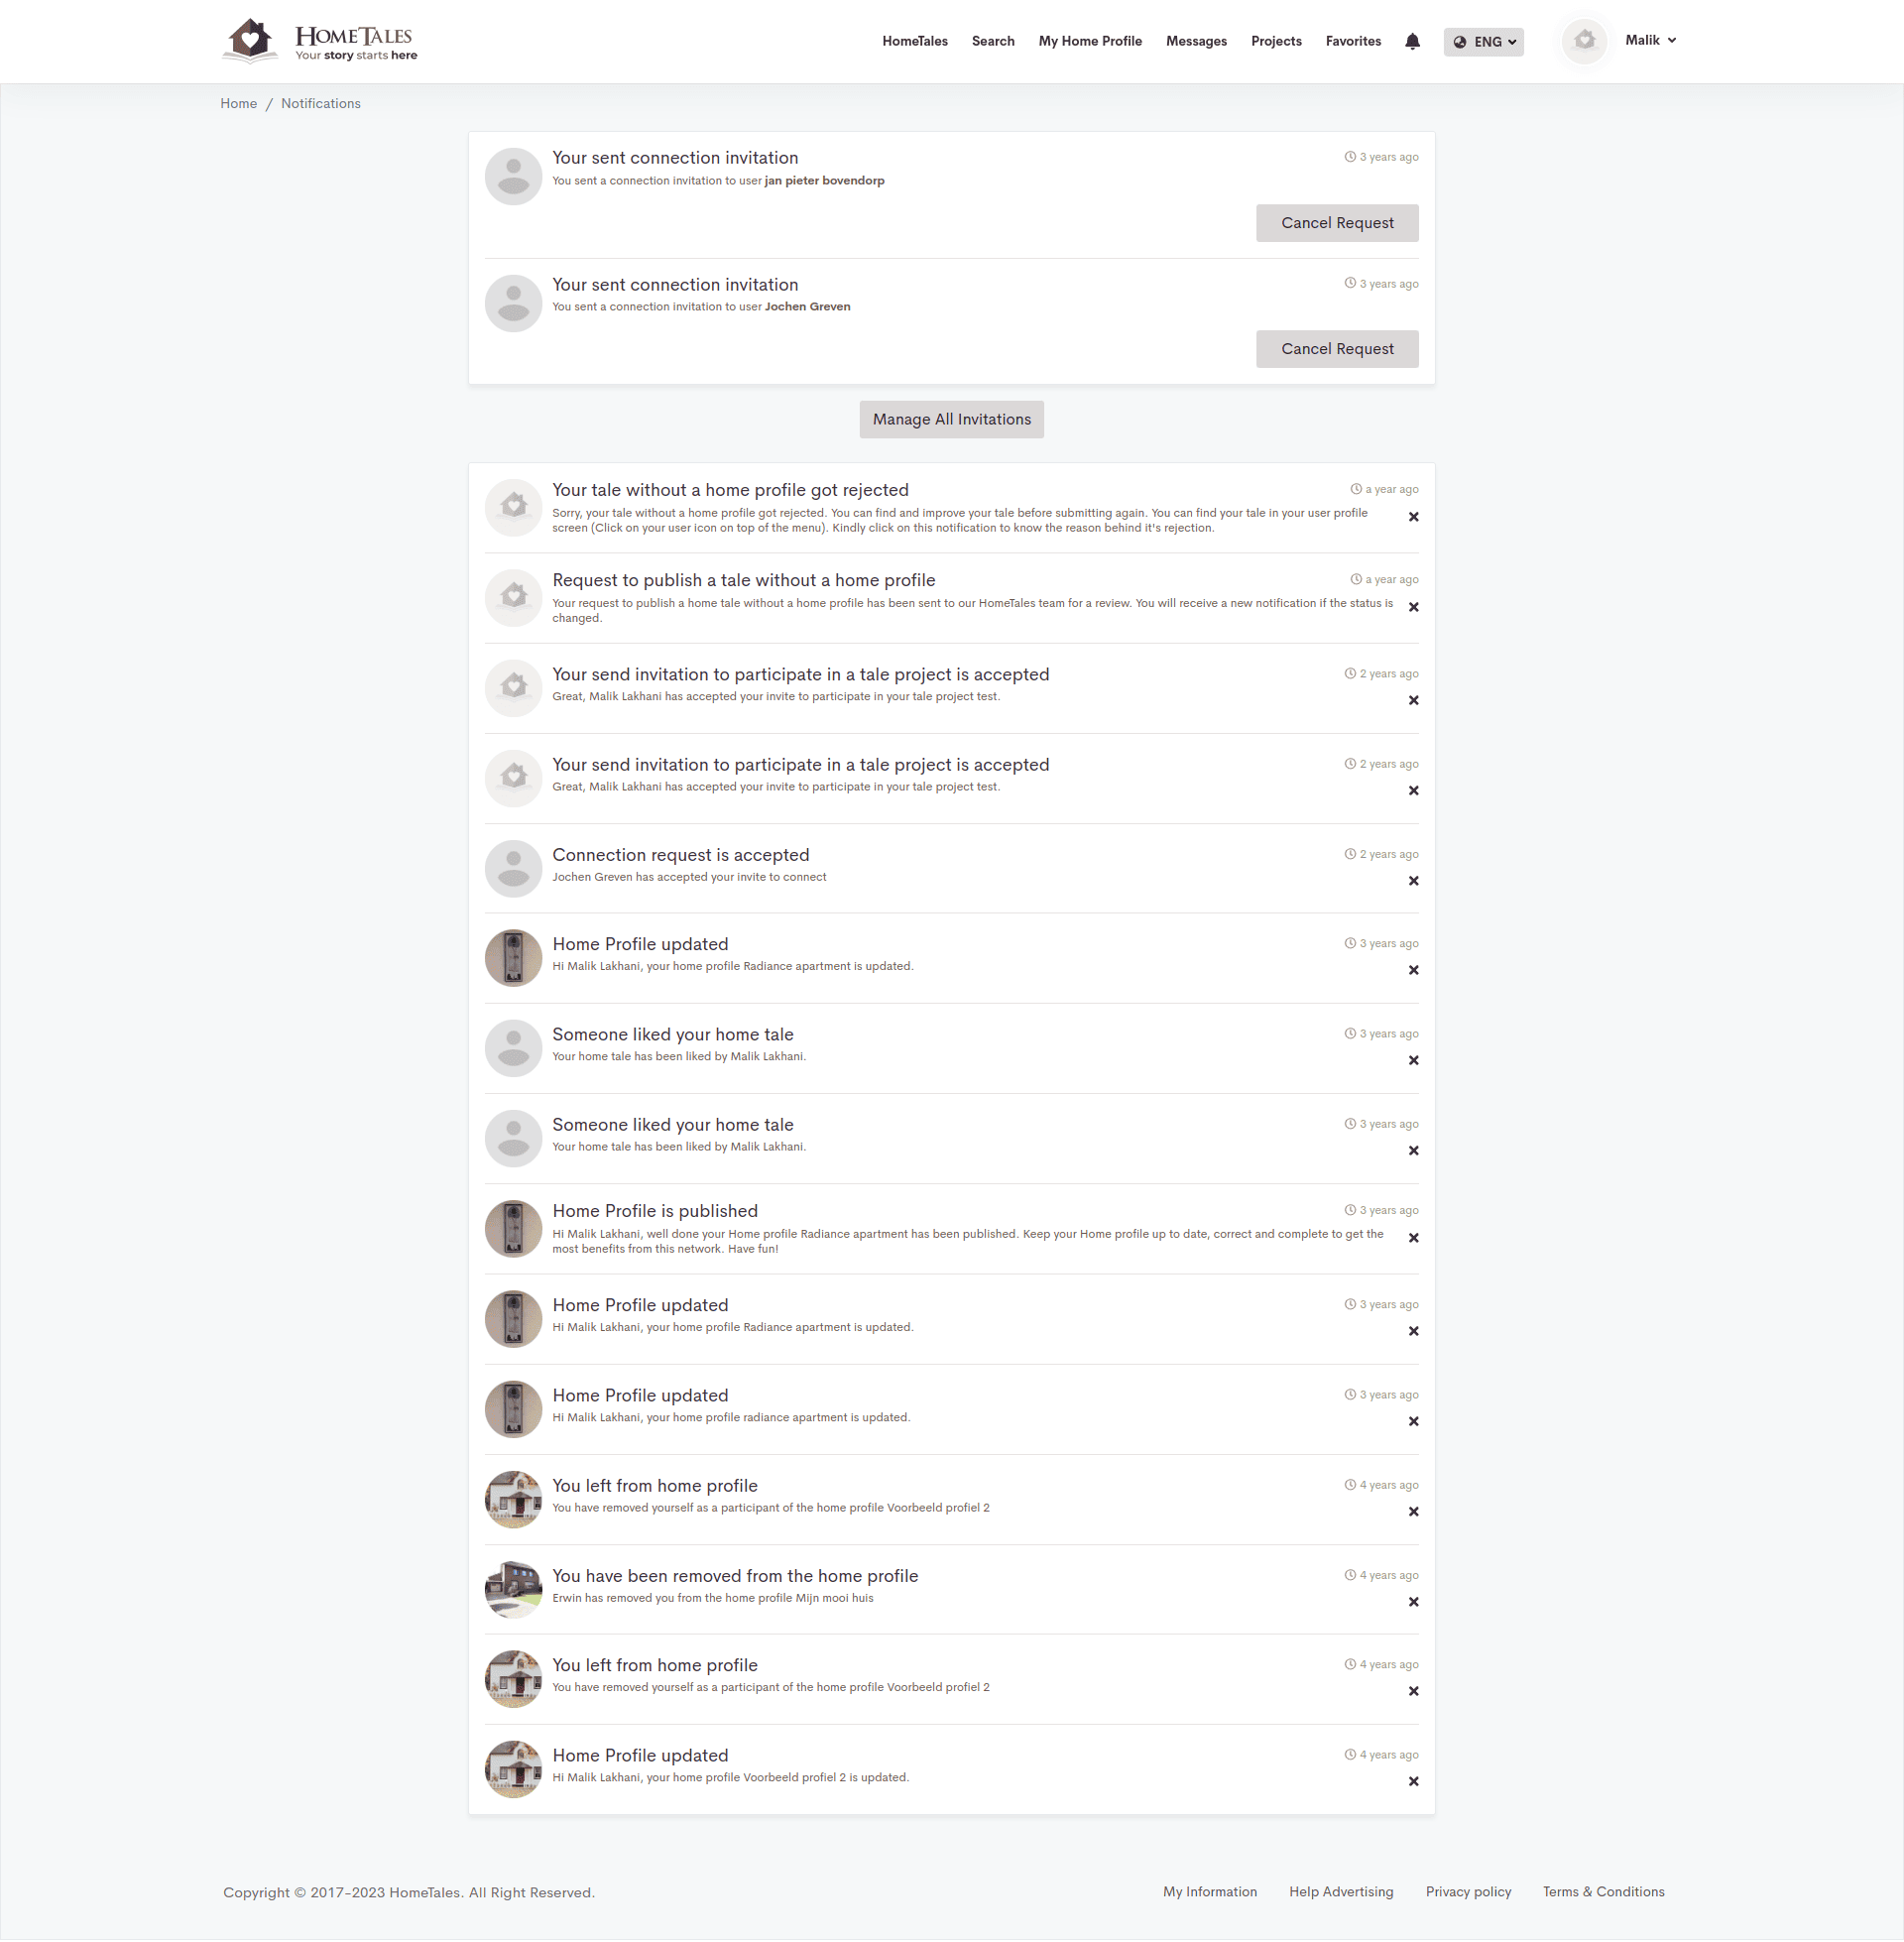 HomeTales
Your story starts here
HomeTales Search My Home Profile Messages Projects Favorites ENG Malik
Home / Notifications
Your sent connection invitation
3 years ago
You sent a connection invitation to user jan pieter bovendorp
Cancel Request
Your sent connection invitation
3 years ago
You sent a connection invitation to user Jochen Greven
Cancel Request
Manage All Invitations
Your tale without a home profile got rejected
a year ago
Sorry, your tale without a home profile got rejected. You can find and improve your tale before submitting again. You can find your tale in your user profile
screen (Click on your user icon on top of the menu). Kindly click on this notification to know the reason behind it's rejection.
Request to publish a tale without a home profile
a year ago
Your request to publish a home tale without a home profile has been sent to our HomeTales team for a review. You will receive a new notification if the status is
changed.
Your send invitation to participate in a tale project is accepted
2 years ago
Great, Malik Lakhani has accepted your invite to participate in your tale project test.
Your send invitation to participate in a tale project is accepted
2 years ago
Great, Malik Lakhani has accepted your invite to participate in your tale project test.
Connection request is accepted
2 years ago
Jochen Greven has accepted your invite to connect
Home Profile updated
3 years ago
Hi Malik Lakhani, your home profile Radiance apartment is updated.
Someone liked your home tale
3 years ago
Your home tale has been liked by Malik Lakhani.
Someone liked your home tale
3 years ago
Your home tale has been liked by Malik Lakhani.
Home Profile is published
3 years ago
Hi Malik Lakhani, well done your Home profile Radiance apartment has been published. Keep your Home profile up to date, correct and complete to get the
most benefits from this network. Have fun!
Home Profile updated
3 years ago
Hi Malik Lakhani, your home profile Radiance apartment is updated.
Home Profile updated
3 years ago
Hi Malik Lakhani, your home profile radiance apartment is updated.
You left from home profile
4 years ago
You have removed yourself as a participant of the home profile Voorbeeld profiel 2
You have been removed from the home profile
4 years ago
Erwin has removed you from the home profile Mijn mooi huis
You left from home profile
4 years ago
You have removed yourself as a participant of the home profile Voorbeeld profiel 2
Home Profile updated
4 years ago
Hi Malik Lakhani, your home profile Voorbeeld profiel 2 is updated.
Copyright © 2017-2023 HomeTales. All Right Reserved.
My Information Help Advertising Privacy policy Terms & Conditions